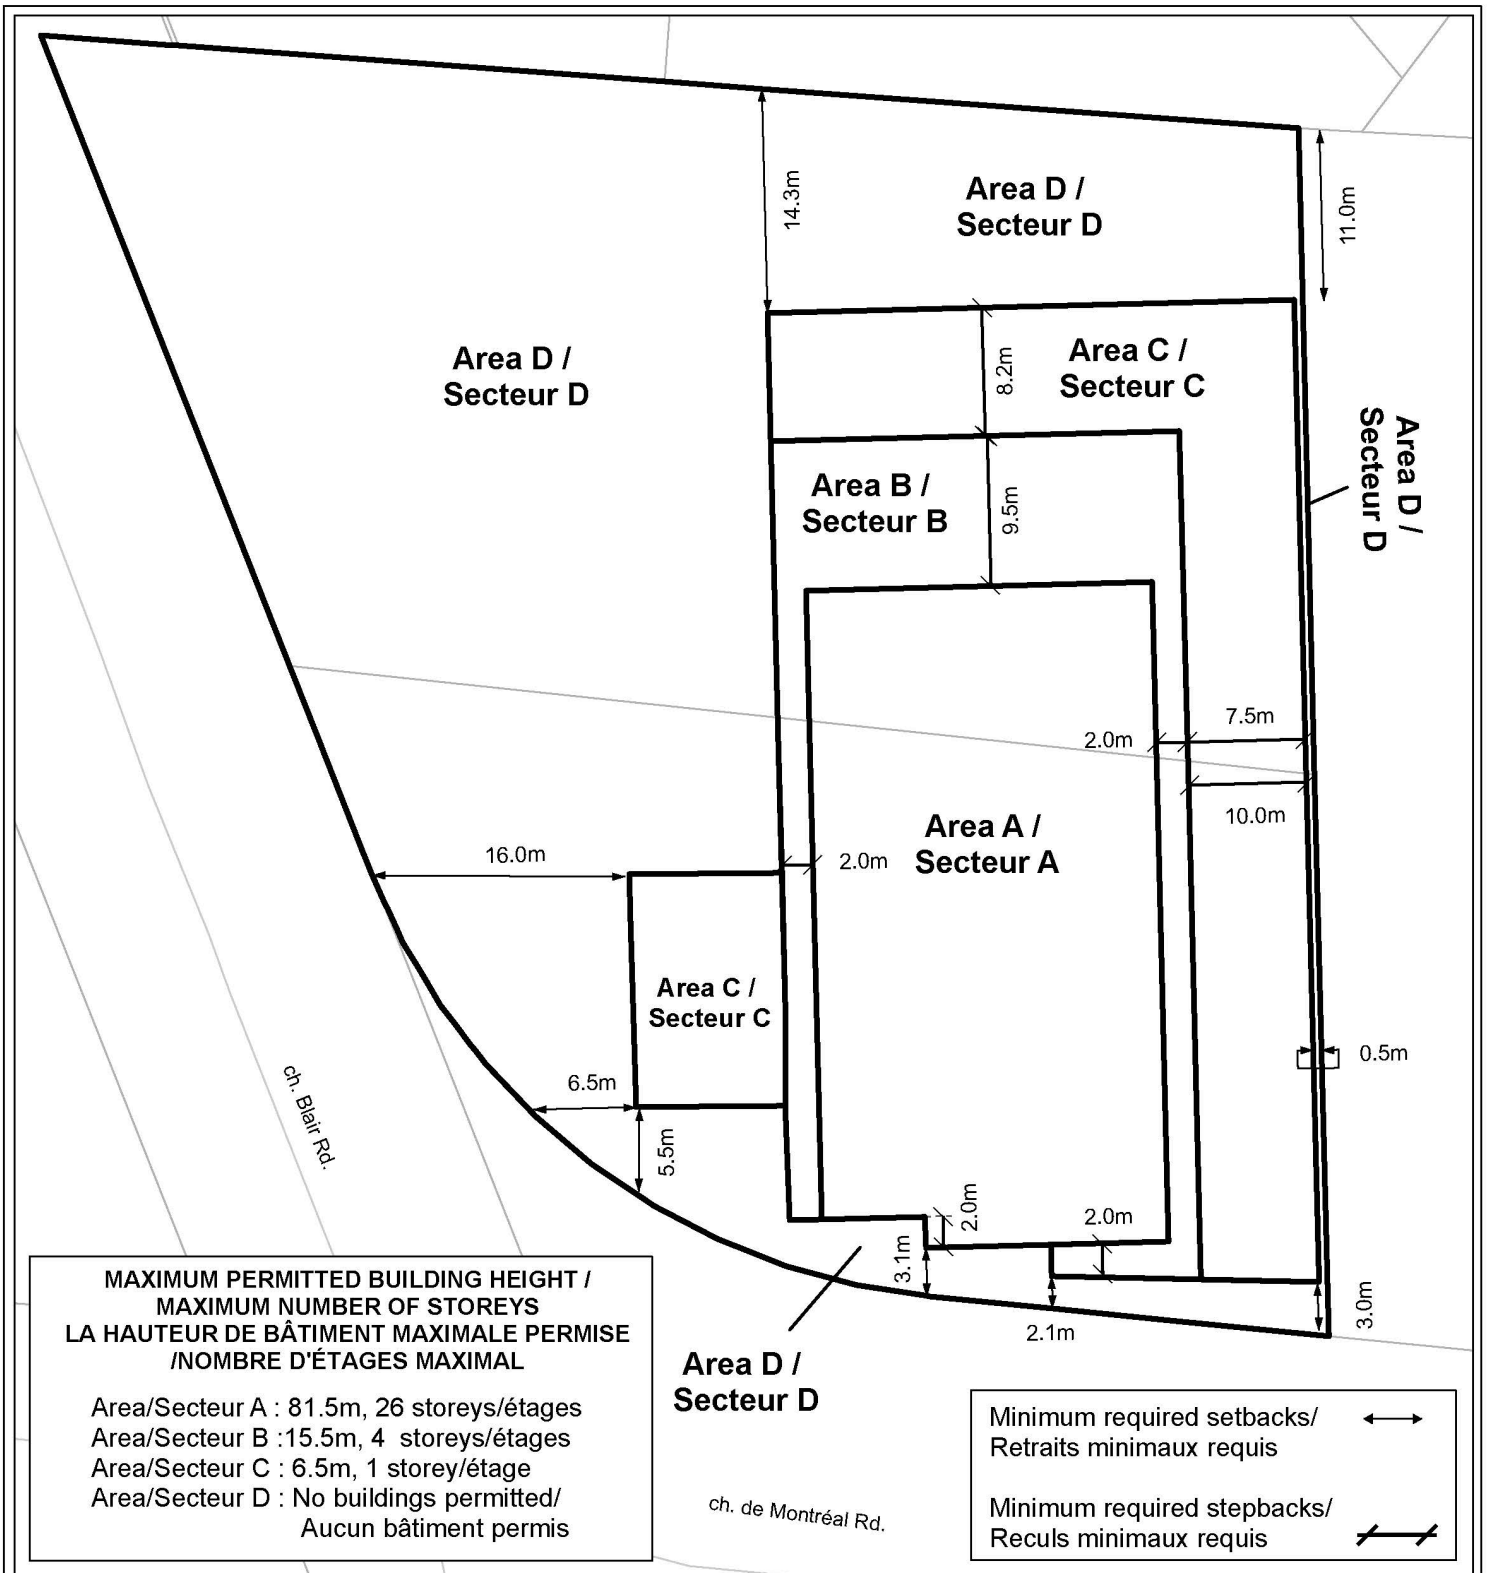 Area D /
Secteur D
14.3m
11.0m
Area D /
Secteur D
8.2m
Area C /
Secteur C
Area D /
Secteur D
Area B /
Secteur B
9.5m
7.5m
2.0m
10.0m
Area A /
Secteur A
16.0m
2.0m
Area C /
Secteur C
0.5m
6.5m
5.5m
ch. Blair Rd.
2.0m
2.0m
3.1m
2.1m
3.0m
Area D /
Secteur D
MAXIMUM PERMITTED BUILDING HEIGHT /
MAXIMUM NUMBER OF STOREYS
LA HAUTEUR DE BÂTIMENT MAXIMALE PERMISE
/NOMBRE D'ÉTAGES MAXIMAL
Area/Secteur A : 81.5m, 26 storeys/étages
Area/Secteur B :15.5m, 4 storeys/étages
Area/Secteur C : 6.5m, 1 storey/étage
Area/Secteur D : No buildings permitted/
Aucun bâtiment permis
ch. de Montréal Rd.
Minimum required setbacks/
Retraits minimaux requis
Minimum required stepbacks/
Reculs minimaux requis